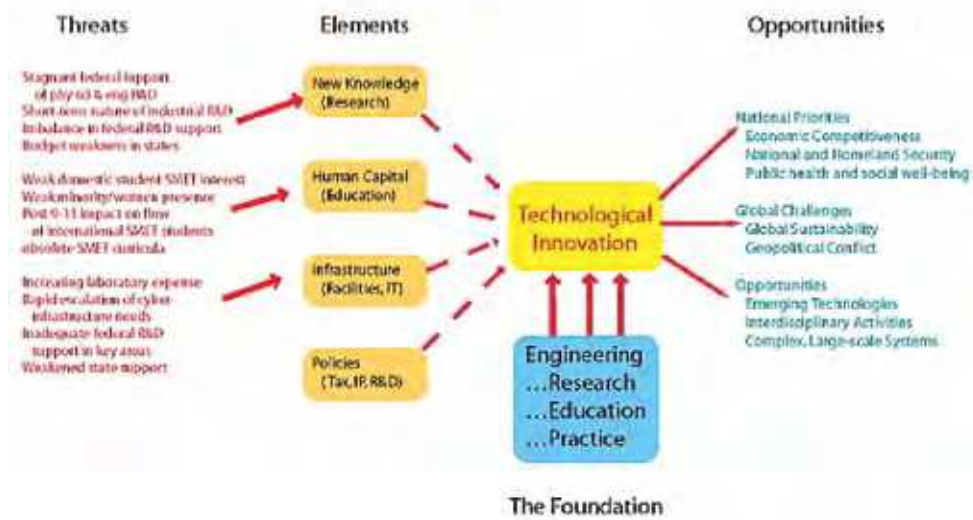 Threats
Elements
Opportunities
Stagnant federal support
of phy sci & eng R&D
Short-term nature of industrial R&D
Imbalance in federal R&D support
Budget weakness in states
Weak domestic student SMET interest
Weak minority/women presence
Post 9-11 impact on flow
of international SMET students
obsolete SMET curricula
Increasing laboratory expense
Rapid escalation of cyber-
infrastructure needs
Inadequate federal R&D
support in key areas
Weakened state support
New Knowledge
(Research)
Human Capital
(Education)
Infrastructure
(Facilities, IT)
Policies
(Tax, IP, R&D)
Technological
Innovation
Engineering
...Research
...Education
...Practice
The Foundation
National Priorities
Economic Competitiveness
National and Homeland Security
Public health and social well-being
Global Challenges
Global Sustainability
Geopolitical Conflict
Opportunities
Emerging Technologies
Interdisciplinary Activities
Complex, Large-scale Systems